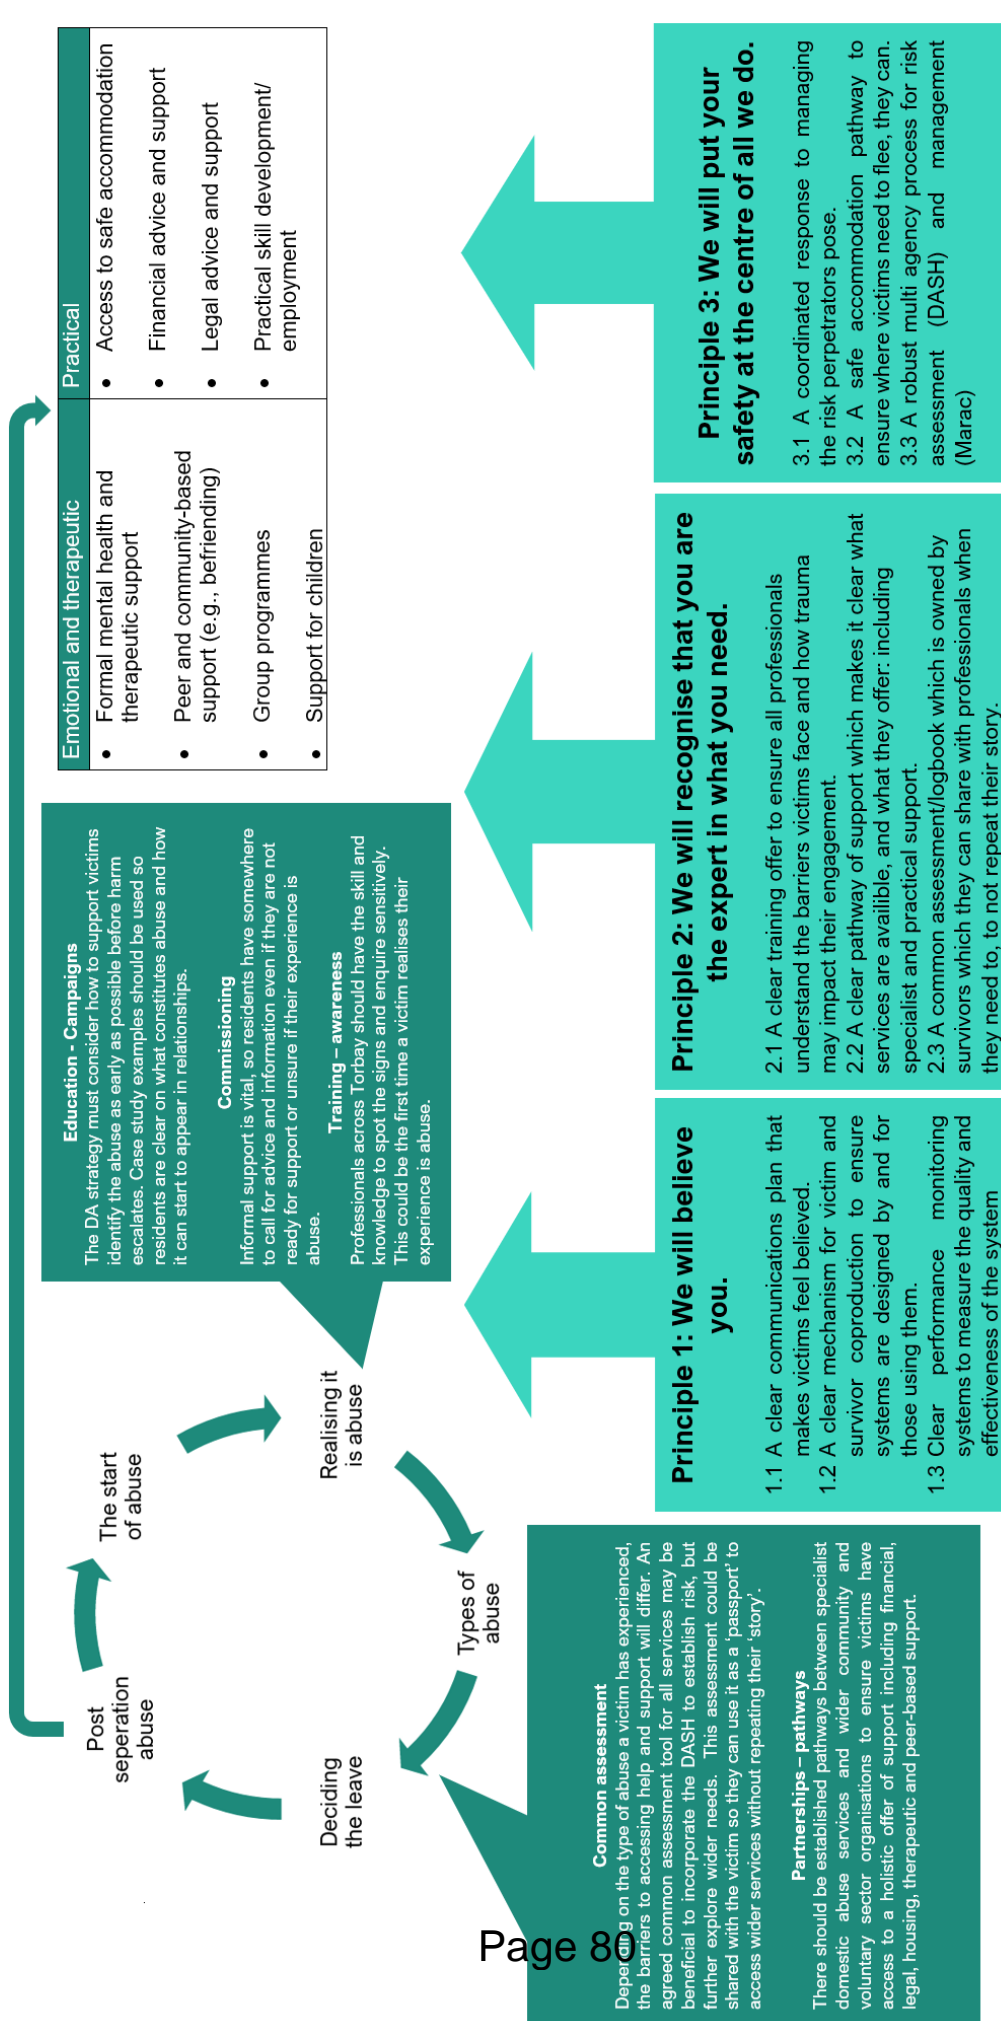 The start
of abuse
Realising it
is abuse
Types of
abuse
Deciding
the leave
Post
seperation
abuse
Education - Campaigns
The DA strategy must consider how to support victims
identify the abuse as early as possible before harm
escalates. Case study examples should be used so
residents are clear on what constitutes abuse and how
it can start to appear in relationships.
Commissioning
Informal support is vital, so residents have somewhere
to call for advice and information even if they are not
ready for support or unsure if their experience is
abuse.
Training – awareness
Professionals across Torbay should have the skill and
knowledge to spot the signs and enquire sensitively.
This could be the first time a victim realises their
experience is abuse.
Emotional and therapeutic
• Formal mental health and
therapeutic support
• Peer and community-based
support (e.g., befriending)
• Group programmes
• Support for children
Practical
• Access to safe accommodation
• Financial advice and support
• Legal advice and support
• Practical skill development/
employment
Common assessment
Depending on the type of abuse a victim has experienced,
the barriers to accessing help and support will differ. An
agreed common assessment tool for all services may be
beneficial to incorporate the DASH to establish risk, but
further explore wider needs. This assessment could be
shared with the victim so they can use it as a 'passport' to
access wider services without repeating their 'story'.
Partnerships – pathways
There should be established pathways between specialist
domestic abuse services and wider community and
voluntary sector organisations to ensure victims have
access to a holistic offer of support including financial,
legal, housing, therapeutic and peer-based support.
Principle 1: We will believe
you.
1.1 A clear communications plan that
makes victims feel believed.
1.2 A clear mechanism for victim and
survivor coproduction to ensure
systems are designed by and for
those using them.
1.3 Clear performance monitoring
systems to measure the quality and
effectiveness of the system
Principle 2: We will recognise that you are
the expert in what you need.
2.1 A clear training offer to ensure all professionals
understand the barriers victims face and how trauma
may impact their engagement.
2.2 A clear pathway of support which makes it clear what
services are availible, and what they offer: including
specialist and practical support.
2.3 A common assessment/logbook which is owned by
survivors which they can share with professionals when
they need to, to not repeat their story.
Principle 3: We will put your
safety at the centre of all we do.
3.1 A coordinated response to managing
the risk perpetrators pose.
3.2 A safe accommodation pathway to
ensure where victims need to flee, they can.
3.3 A robust multi agency process for risk
assessment (DASH) and management
(Marac)
Page 80